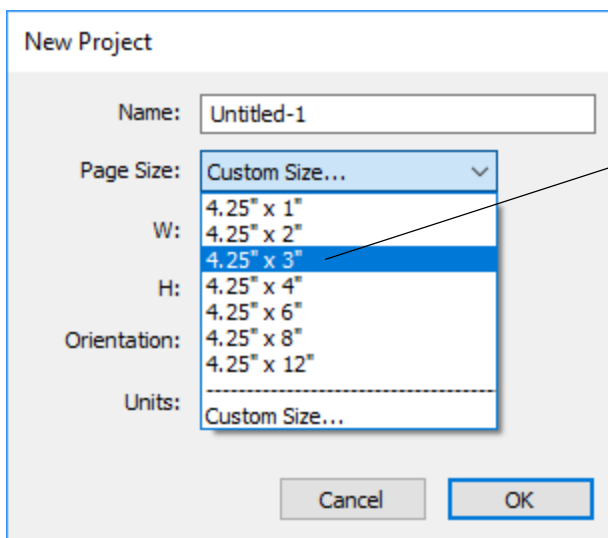 New Project
Name: Untitled-1
Page Size: Custom Size...
4.25" x 1"
W:
4.25" x 2"
4.25" x 3"
H:
4.25" x 4"
4.25" x 6"
Orientation:
4.25" x 8"
4.25" x 12"
Units:
Custom Size...
Cancel OK